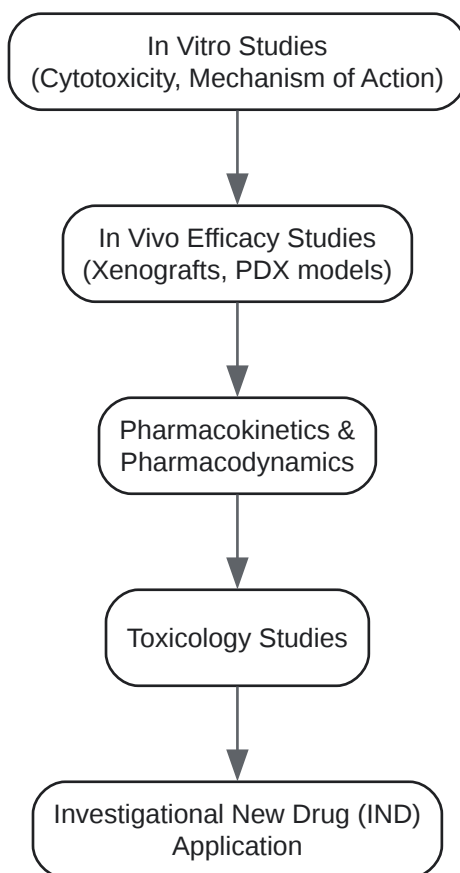 In Vitro Studies
(Cytotoxicity, Mechanism of Action)
In Vivo Efficacy Studies
(Xenografts, PDX models)
Pharmacokinetics &
Pharmacodynamics
Toxicology Studies
Investigational New Drug (IND)
Application